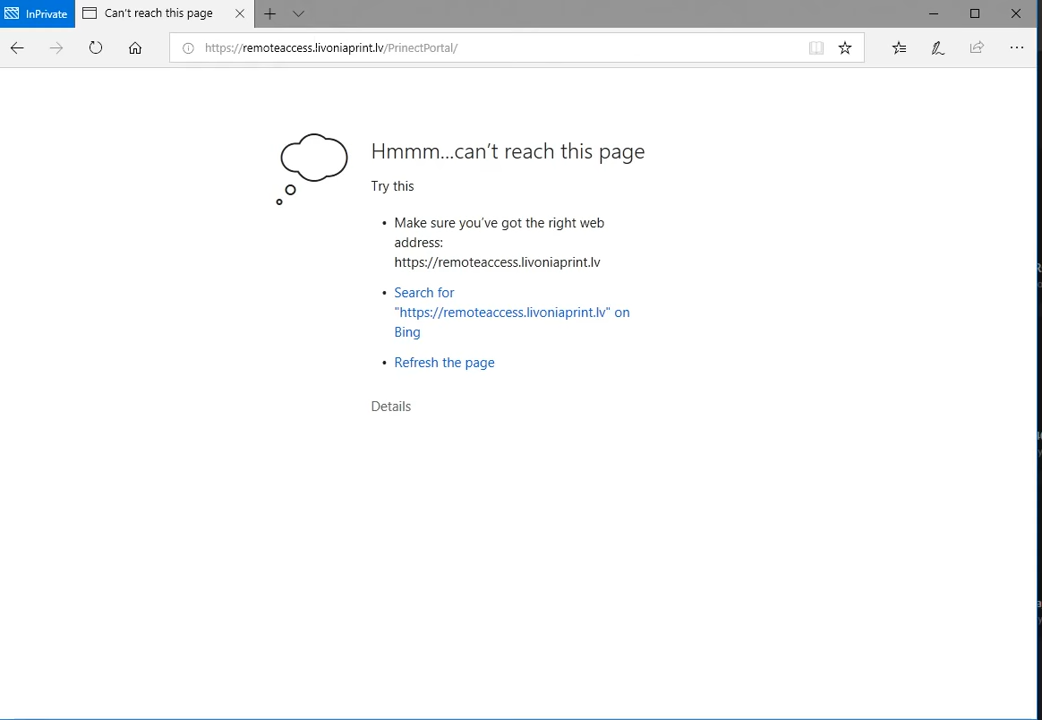 InPrivate
Can't reach this page
https://remoteaccess.livoniaprint.lv/PrinectPortal/
Hmmm...can't reach this page
Try this
• Make sure you've got the right web
address:
https://remoteaccess.livoniaprint.lv
• Search for
"https://remoteaccess.livoniaprint.lv" on
Bing
• Refresh the page
Details